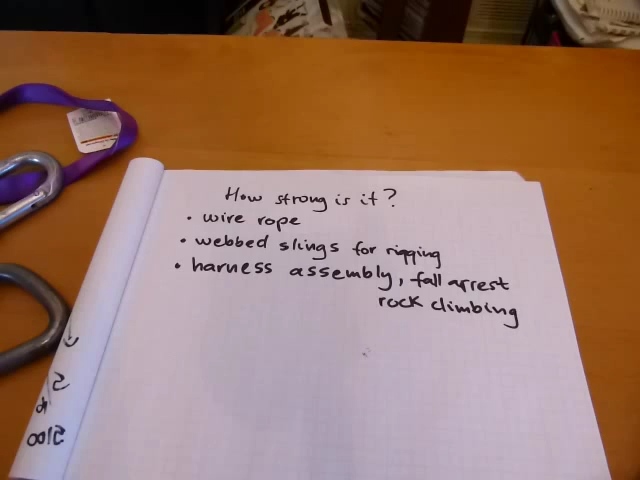 How strong is it?
• wire rope
• webbed slings for rigging
• harness assembly, fall arrest
rock climbing